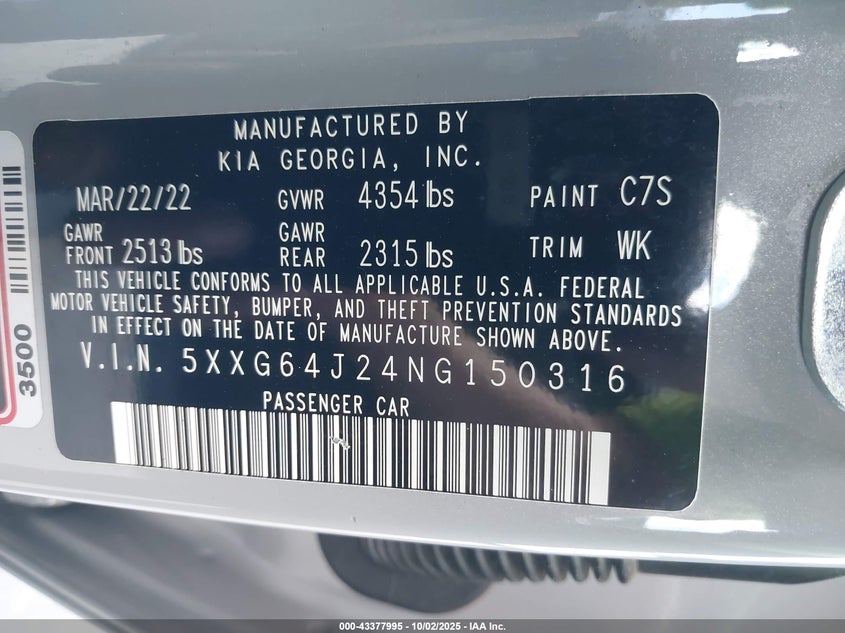 MANUFACTURED BY
KIA GEORGIA, INC.
MAR/22/22 GVWR 4354 lbs PAINT C7S
GAWR FRONT 2513 lbs GAWR REAR 2315 lbs TRIM WK
THIS VEHICLE CONFORMS TO ALL APPLICABLE U.S.A. FEDERAL
MOTOR VEHICLE SAFETY, BUMPER, AND THEFT PREVENTION STANDARDS
IN EFFECT ON THE DATE OF MANUFACTURE SHOWN ABOVE.
V.I.N. 5XXG64J24NG150316
PASSENGER CAR
3500
000-43377995 - 10/02/2025 - IAA Inc.